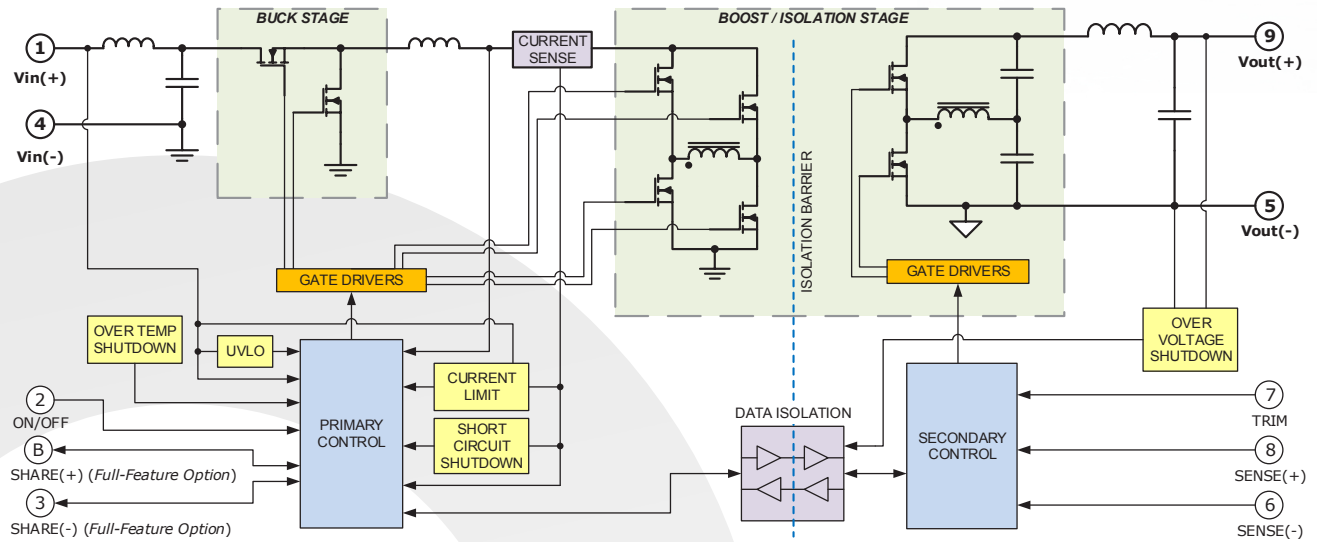 BUCK STAGE
BOOST / ISOLATION STAGE
1
Vin(+)
4
Vin(-)
CURRENT
SENSE
9
Vout(+)
5
Vout(-)
ISOLATION BARRIER
GATE DRIVERS
GATE DRIVERS
OVER TEMP
SHUTDOWN
UVLO
CURRENT
LIMIT
SHORT
CIRCUIT
SHUTDOWN
PRIMARY
CONTROL
OVER
VOLTAGE
SHUTDOWN
DATA ISOLATION
SECONDARY
CONTROL
2
ON/OFF
B
SHARE(+) (Full-Feature Option)
3
SHARE(-) (Full-Feature Option)
7
TRIM
8
SENSE(+)
6
SENSE(-)